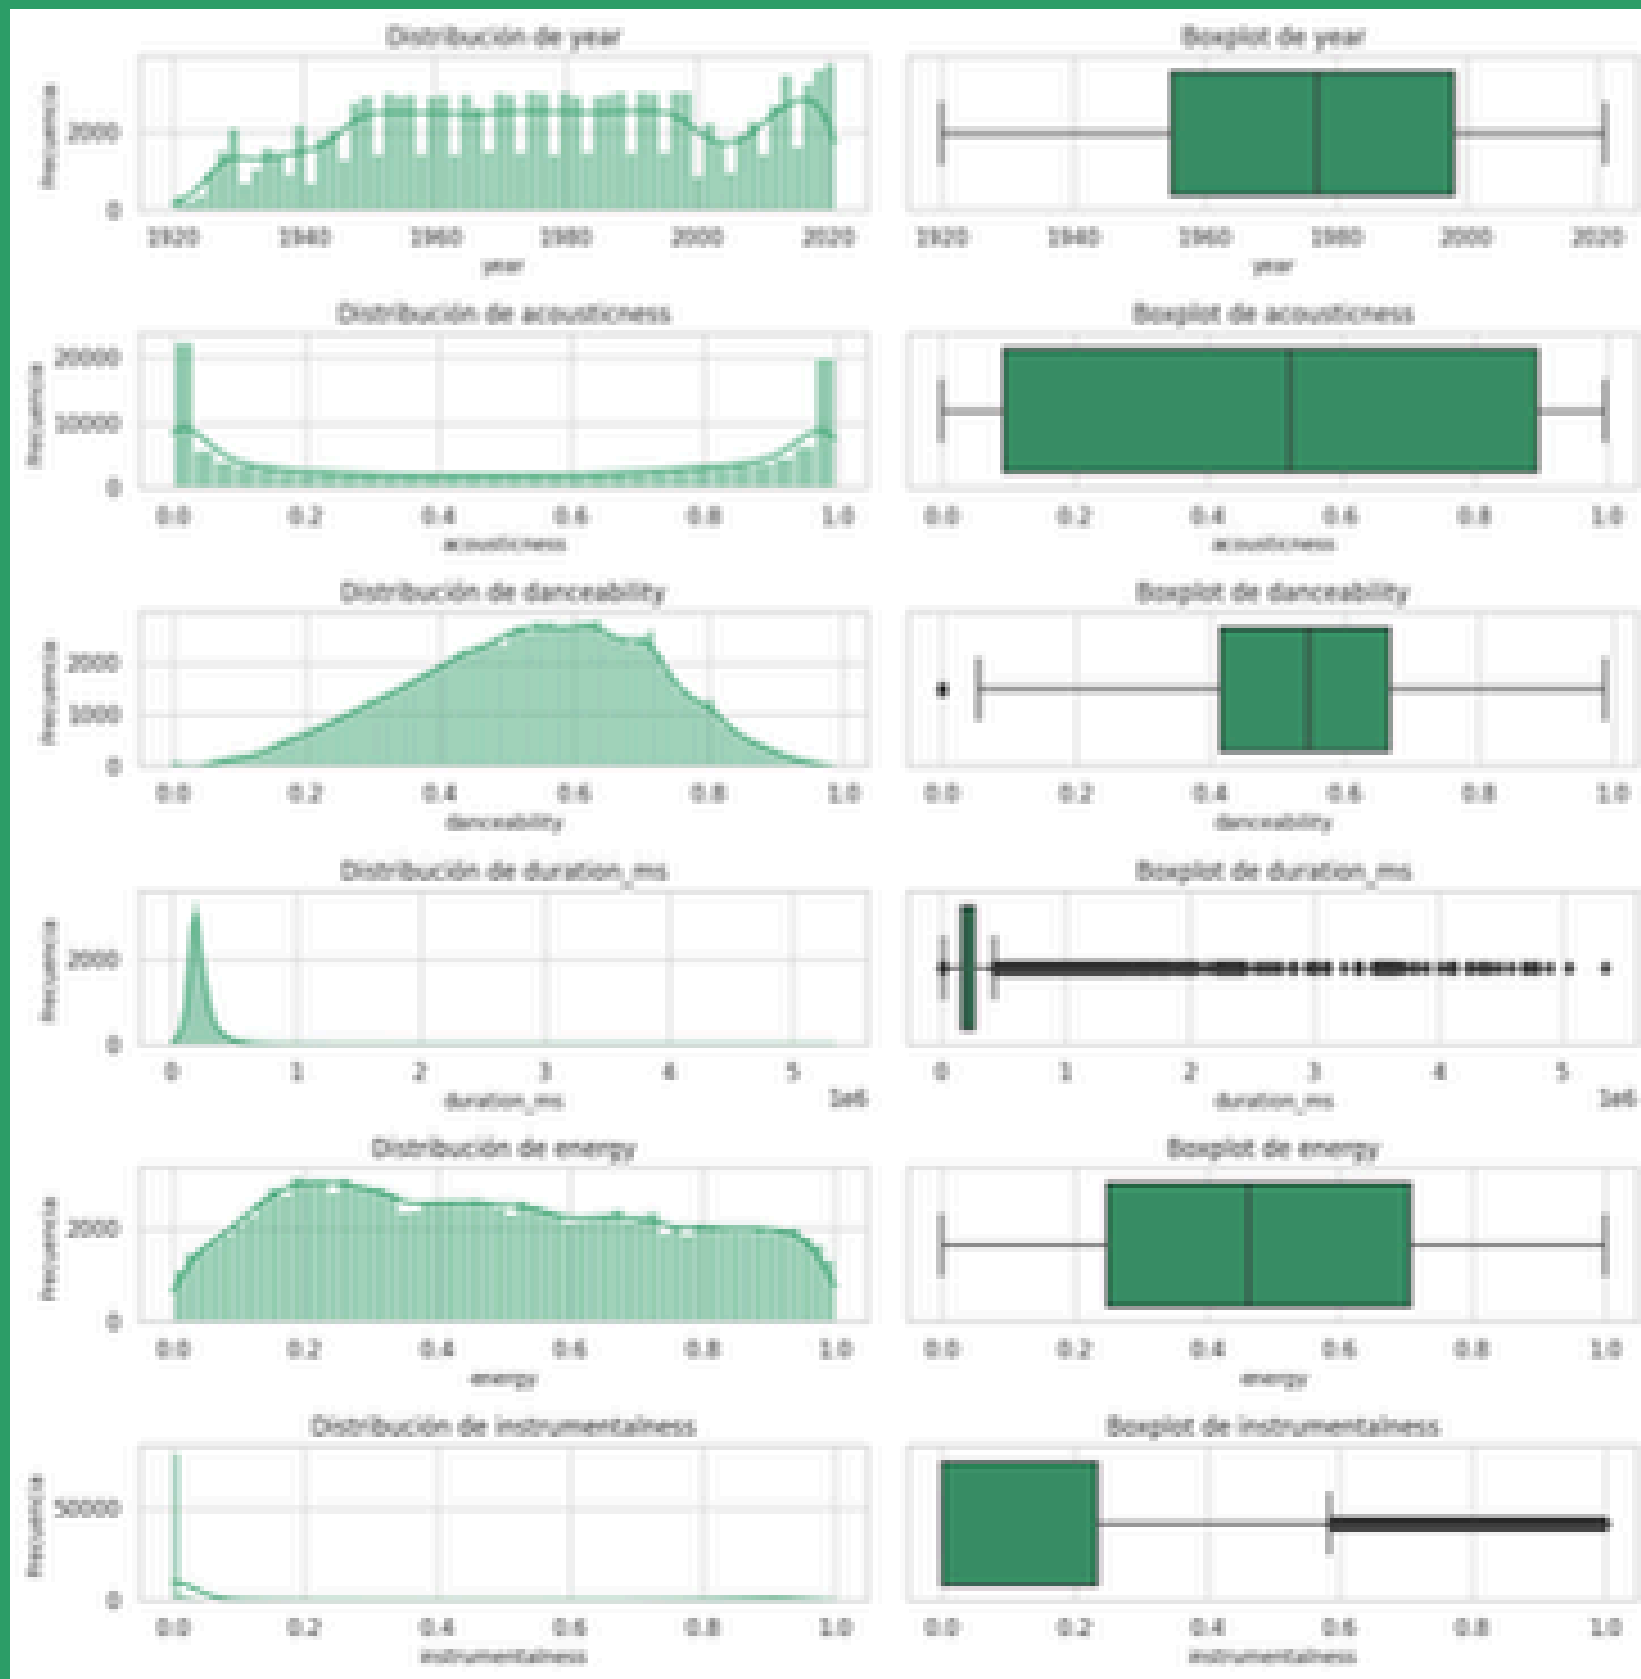 Distribución de year
Boxplot de year
Frecuencia
2000
0
1920 1940 1960 1980 2000 2020
year
1920 1940 1960 1980 2000 2020
year
Distribución de acousticness
Boxplot de acousticness
Frecuencia
20000
10000
0
0.0 0.2 0.4 0.6 0.8 1.0
acousticness
0.0 0.2 0.4 0.6 0.8 1.0
acousticness
Distribución de danceability
Boxplot de danceability
Frecuencia
2000
1000
0
0.0 0.2 0.4 0.6 0.8 1.0
danceability
0.0 0.2 0.4 0.6 0.8 1.0
danceability
Distribución de duration_ms
Boxplot de duration_ms
Frecuencia
2000
0
0 1 2 3 4 5
1e6
duration_ms
0 1 2 3 4 5
1e6
duration_ms
Distribución de energy
Boxplot de energy
Frecuencia
2000
0
0.0 0.2 0.4 0.6 0.8 1.0
energy
0.0 0.2 0.4 0.6 0.8 1.0
energy
Distribución de instrumentalness
Boxplot de instrumentalness
Frecuencia
50000
0
0.0 0.2 0.4 0.6 0.8 1.0
instrumentalness
0.0 0.2 0.4 0.6 0.8 1.0
instrumentalness